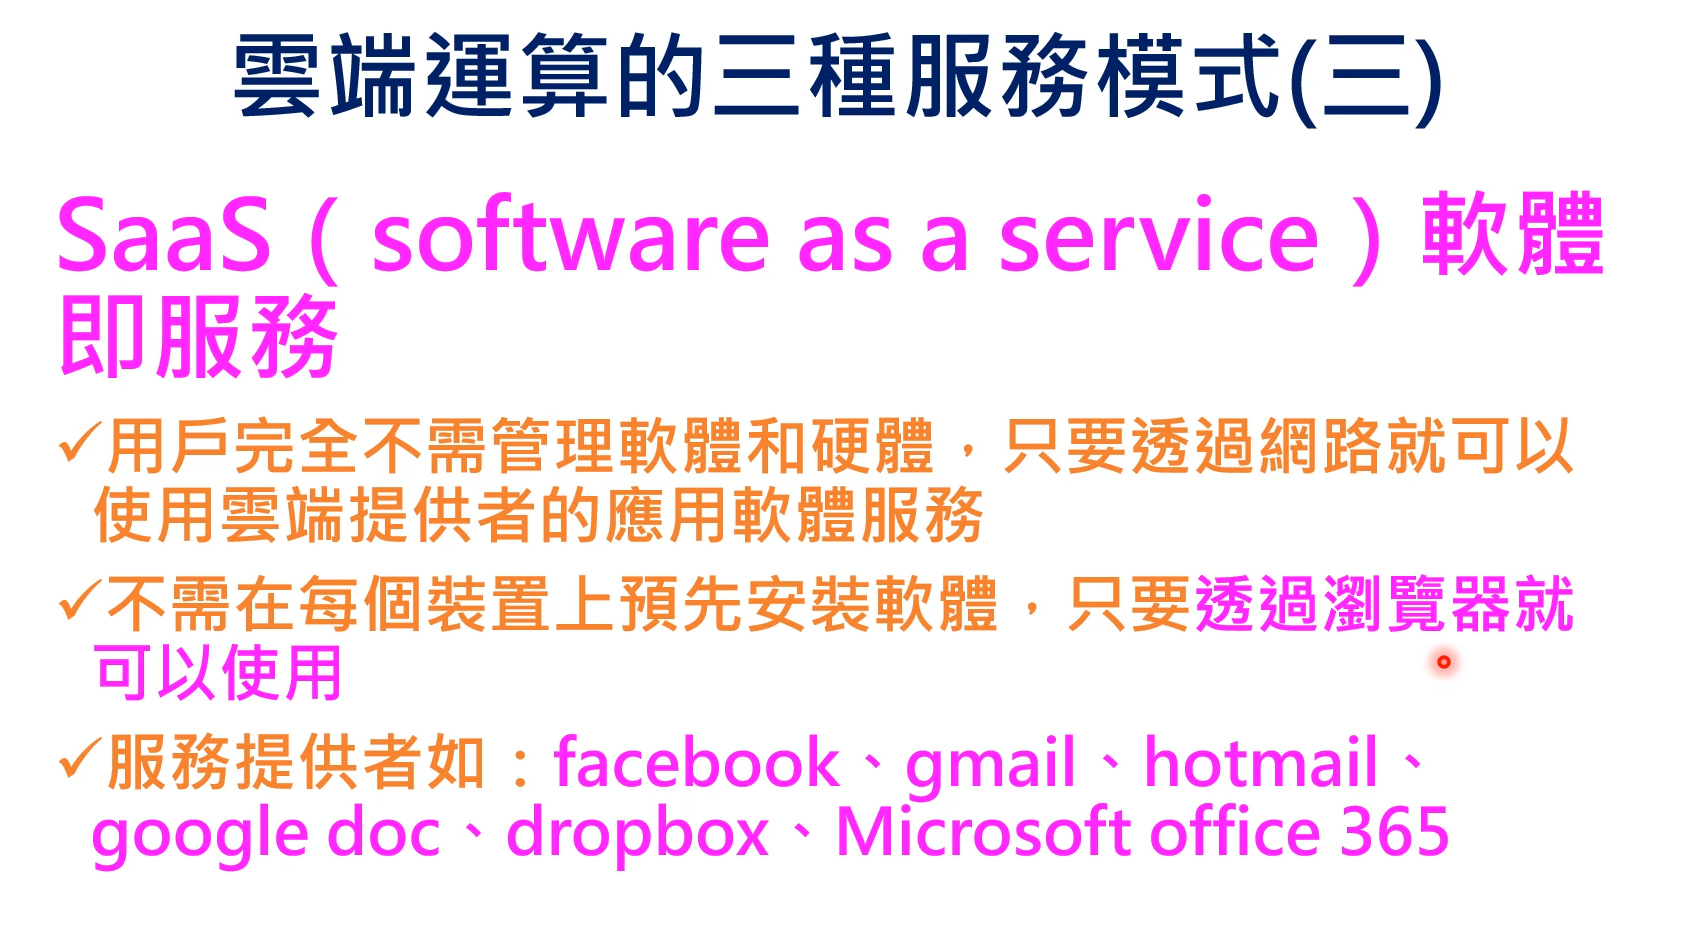 雲端運算的三種服務模式(三)
SaaS（software as a service）軟體
即服務
✓用戶完全不需管理軟體和硬體，只要透過網路就可以
使用雲端提供者的應用軟體服務
✓不需在每個裝置上預先安裝軟體，只要透過瀏覽器就
可以使用
✓服務提供者如：facebook、gmail、hotmail、
google doc、dropbox、Microsoft office 365